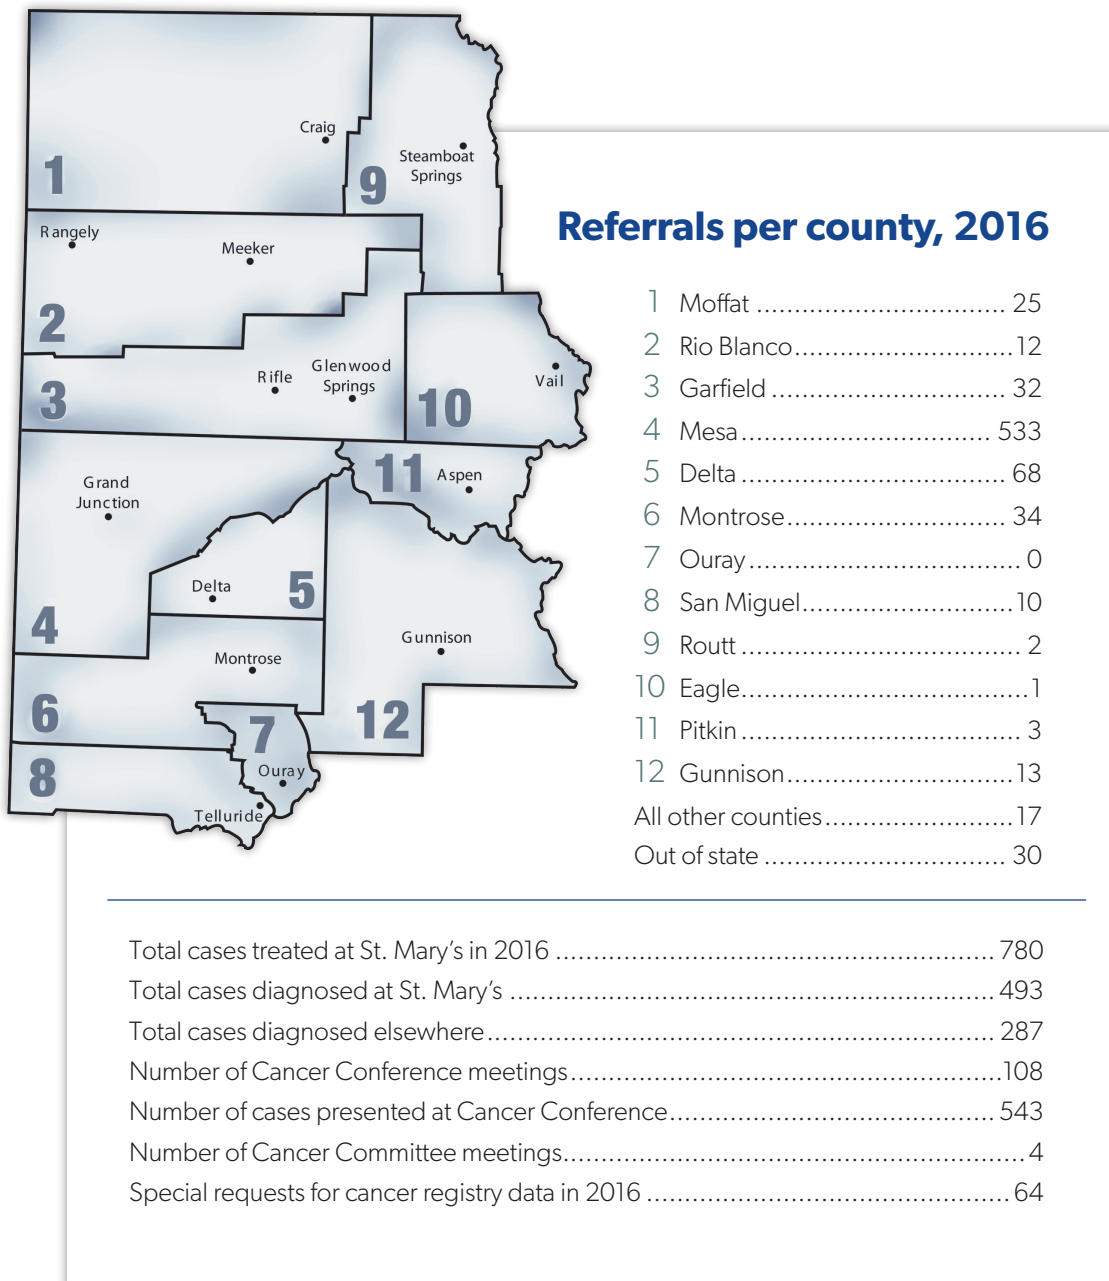 Craig
Steamboat
Springs
1
9
Rangely
Meeker
2
Glenwood
Springs
Rifle
Vail
3
10
11
Aspen
Grand
Junction
Delta
5
4
Gunnison
Montrose
6
7
12
Ouray
8
Telluride
Referrals per county, 2016
1 Moffat ................................. 25
2 Rio Blanco.............................12
3 Garfield ............................... 32
4 Mesa................................. 533
5 Delta ................................... 68
6 Montrose............................. 34
7 Ouray.................................... 0
8 San Miguel............................10
9 Routt ..................................... 2
10 Eagle......................................1
11 Pitkin ..................................... 3
12 Gunnison..............................13
All other counties.........................17
Out of state ................................ 30
Total cases treated at St. Mary’s in 2016 .......................................................... 780
Total cases diagnosed at St. Mary’s ................................................................ 493
Total cases diagnosed elsewhere................................................................... 287
Number of Cancer Conference meetings.........................................................108
Number of cases presented at Cancer Conference........................................... 543
Number of Cancer Committee meetings............................................................. 4
Special requests for cancer registry data in 2016 ................................................ 64